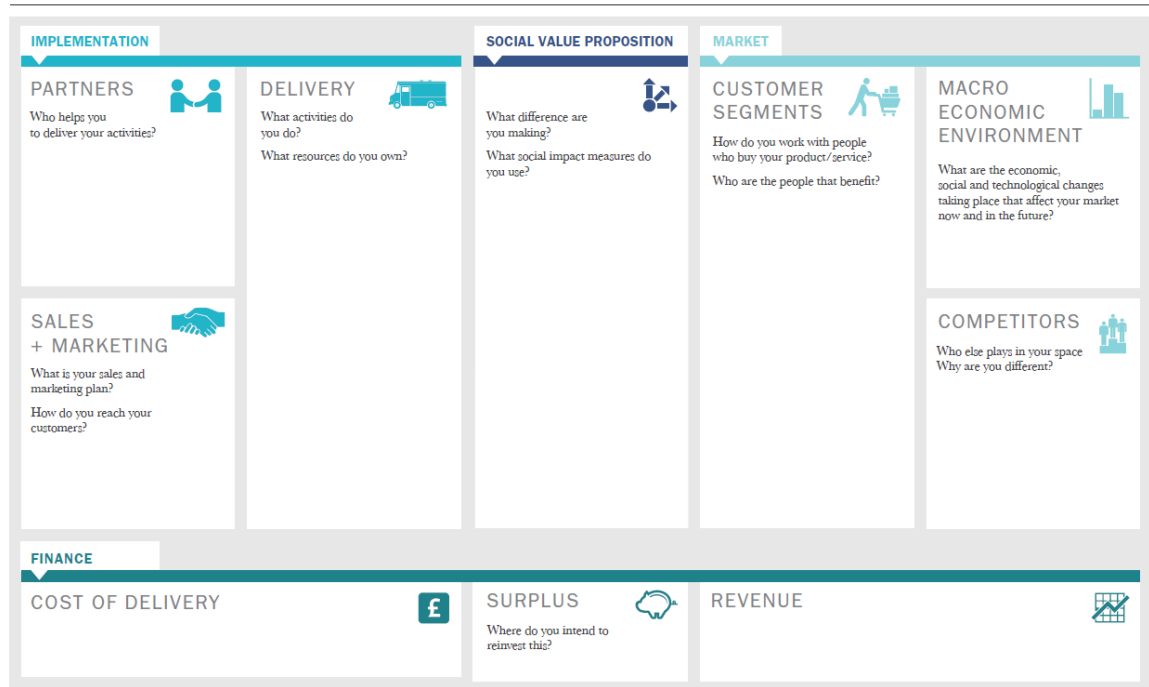 IMPLEMENTATION
PARTNERS
Who helps you
to deliver your activities?
DELIVERY
What activities do
you do?
What resources do you own?
SALES
+ MARKETING
What is your sales and
marketing plan?
How do you reach your
customers?
SOCIAL VALUE PROPOSITION
What difference are
you making?
What social impact measures do
you use?
MARKET
CUSTOMER
SEGMENTS
How do you work with people
who buy your product/service?
Who are the people that benefit?
MACRO
ECONOMIC
ENVIRONMENT
What are the economic,
social and technological changes
taking place that affect your market
now and in the future?
COMPETITORS
Who else plays in your space
Why are you different?
FINANCE
COST OF DELIVERY
£
SURPLUS
Where do you intend to
reinvest this?
REVENUE